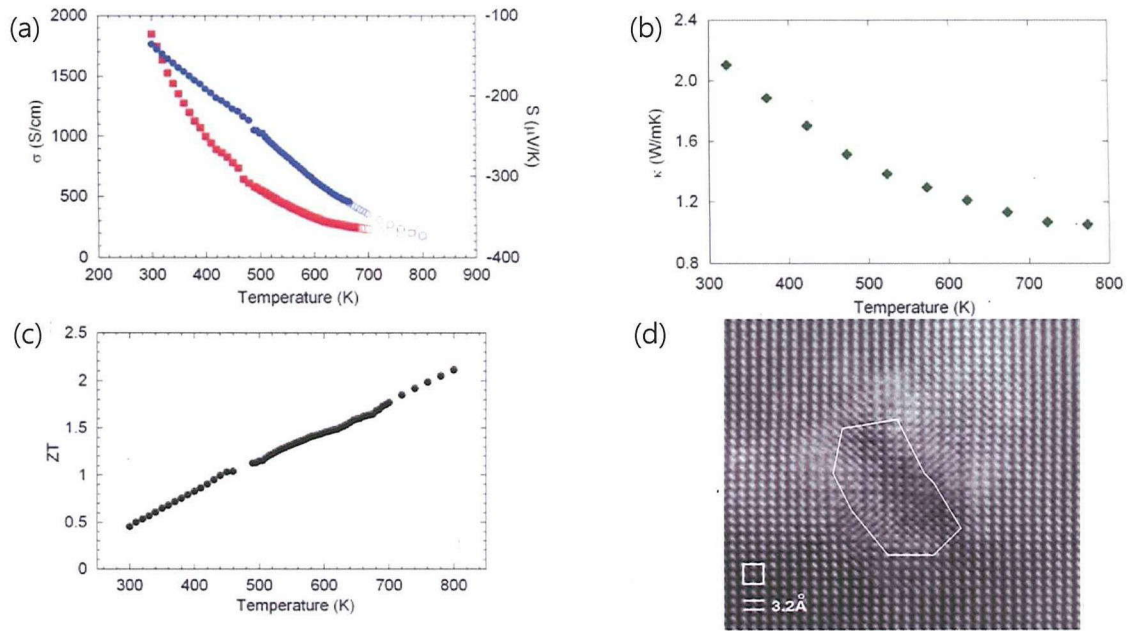 (a)
2000
1500
1000
500
0
σ (S/cm)
-100
-200
-300
-400
S (μV/K)
200 300 400 500 600 700 800 900
Temperature (K)
(b)
2.4
2.0
1.6
1.2
0.8
κ (W/mK)
300 400 500 600 700 800
Temperature (K)
(c)
2.5
2
1.5
1
0.5
0
ZT
300 400 500 600 700 800
Temperature (K)
(d)
3.2Å